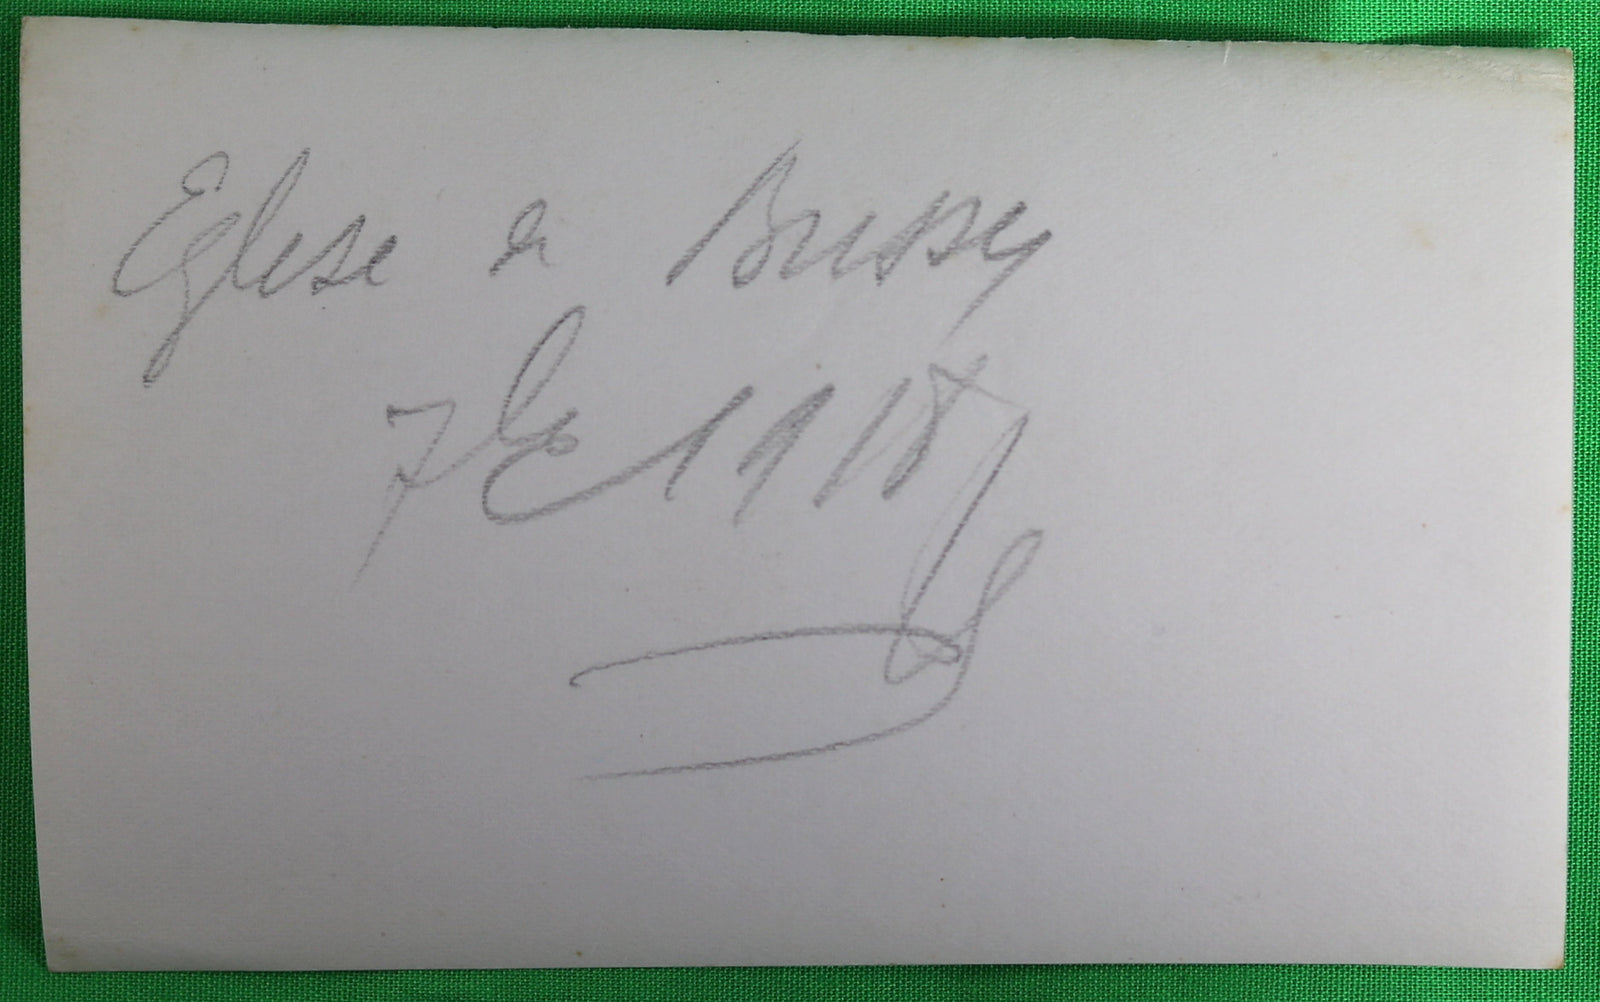 Eglise de Bussy
7bre 1918